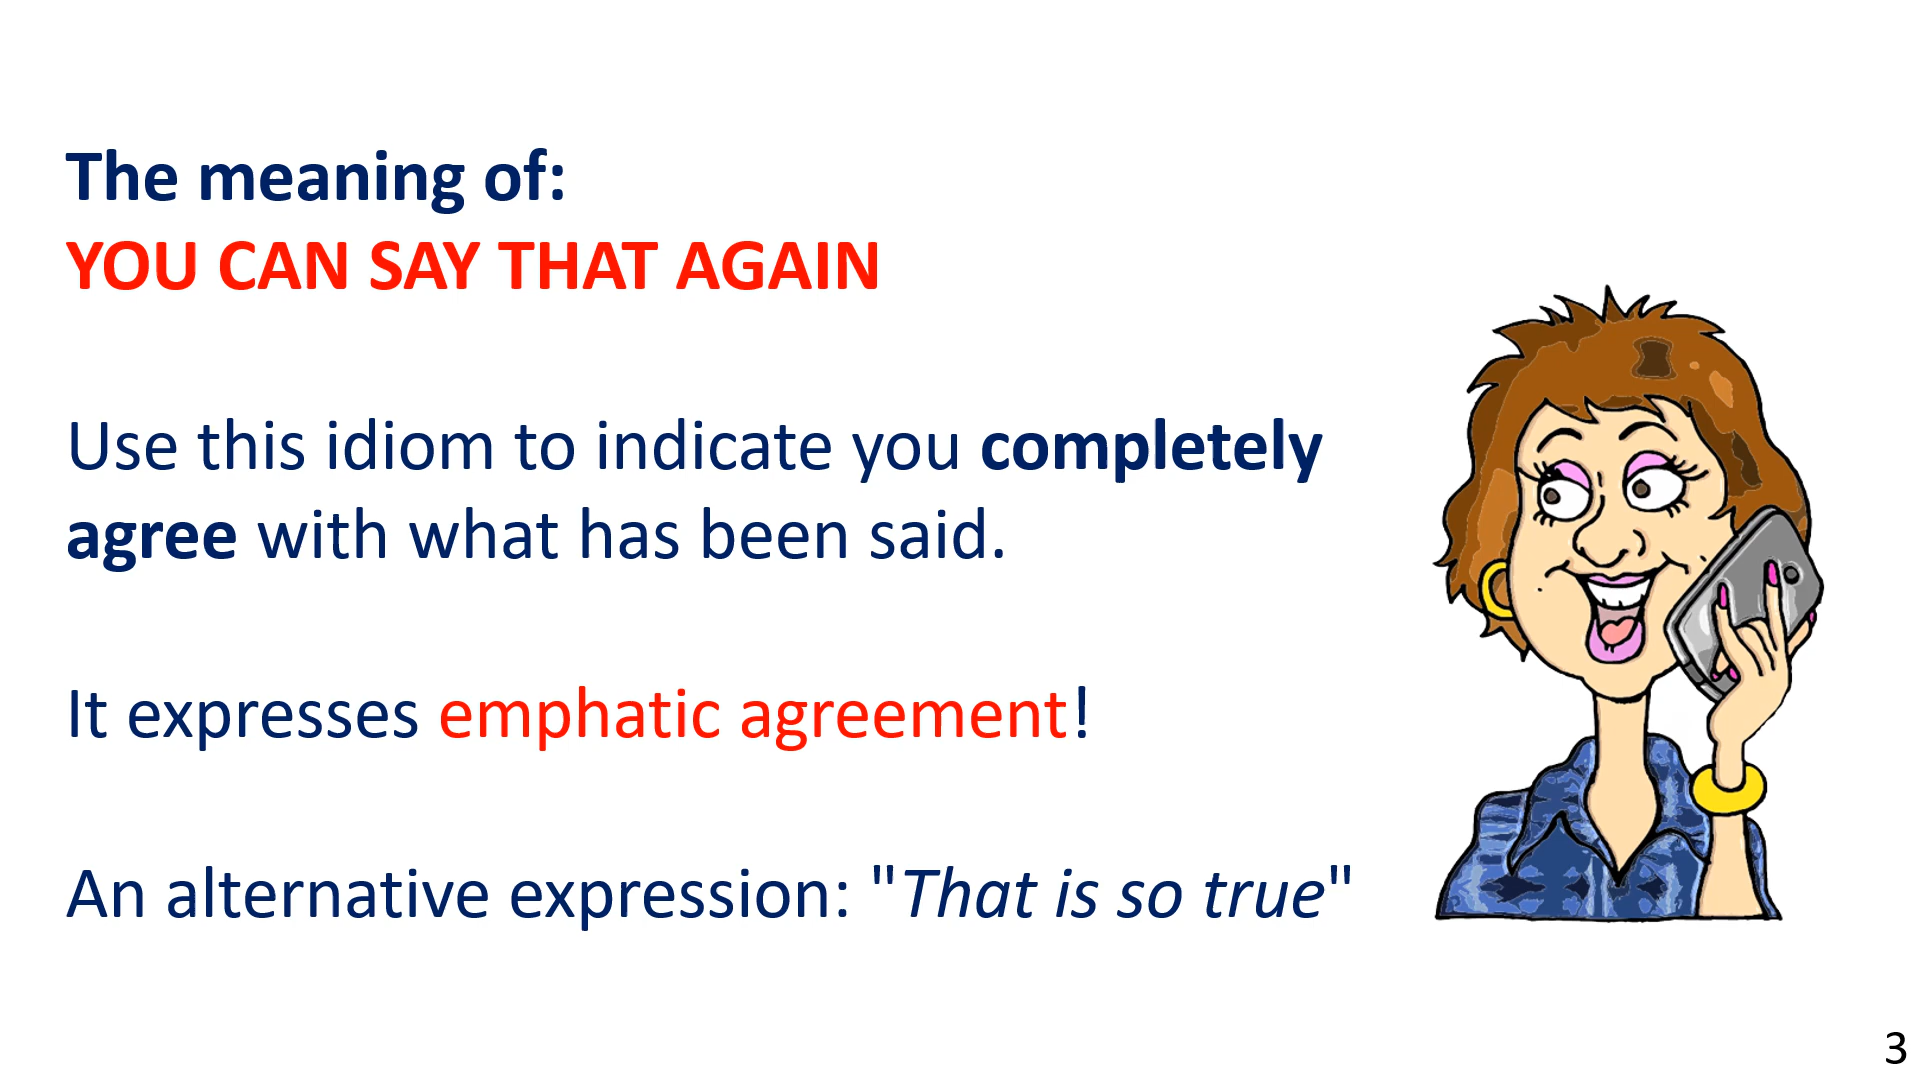 The meaning of:
YOU CAN SAY THAT AGAIN
Use this idiom to indicate you completely
agree with what has been said.
It expresses emphatic agreement!
An alternative expression: "That is so true"
3